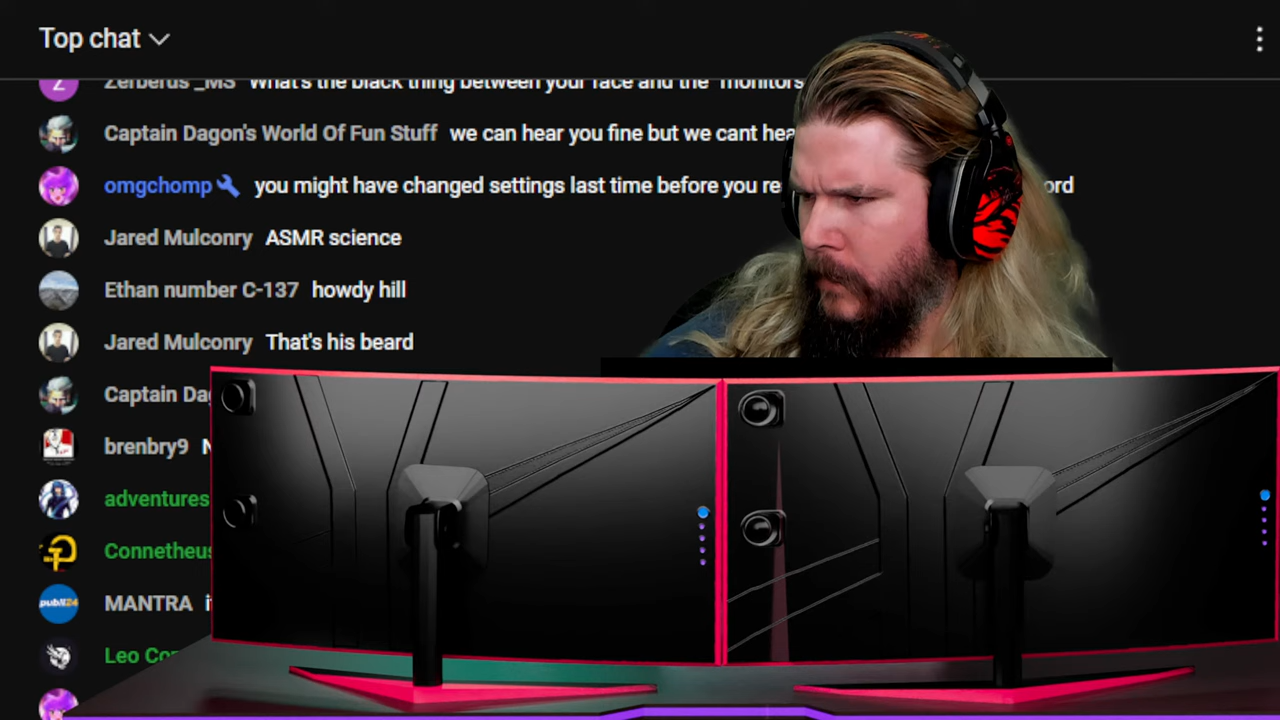 Top chat
Zerberus _MS What's the black thing between your face and the monitors
Captain Dagon's World Of Fun Stuff we can hear you fine but we cant hea
omgchomp you might have changed settings last time before you re ord
Jared Mulconry ASMR science
Ethan number C-137 howdy hill
Jared Mulconry That's his beard
Captain Dag
brenbry9 N
adventures
Connetheus
MANTRA i
Leo Cor